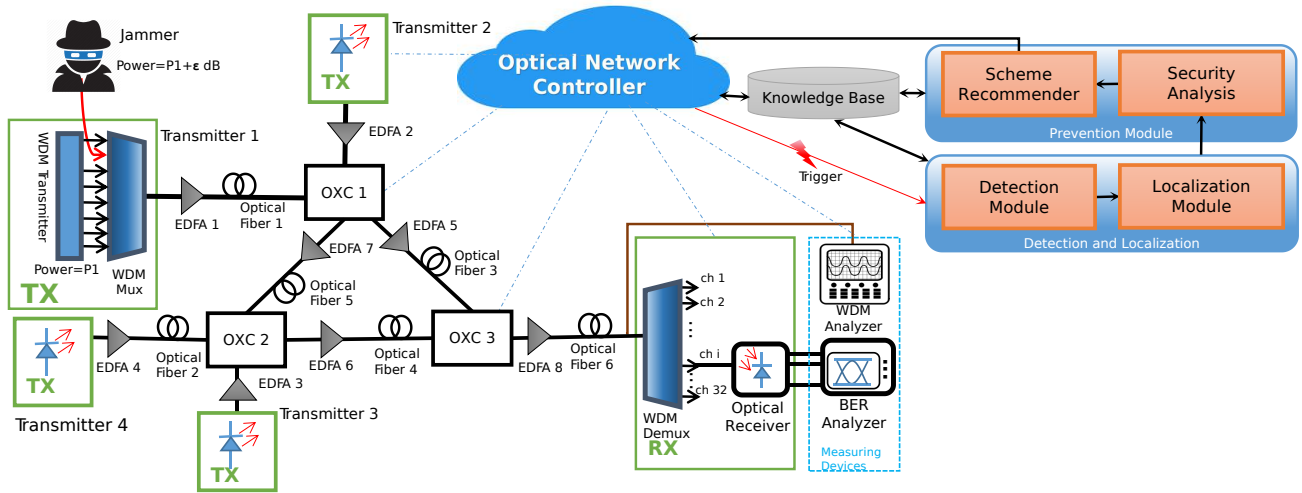 Jammer
Power=P1+ε dB
Transmitter 2
TX
EDFA 2
Optical Network
Controller
Knowledge Base
Scheme
Recommender
Security
Analysis
Prevention Module
Trigger
Detection
Module
Localization
Module
Detection and Localization
Transmitter 1
WDM Transmitter
Power=P1
WDM
Mux
TX
EDFA 1
Optical
Fiber 1
OXC 1
EDFA 5
EDFA 7
Optical
Fiber 3
Optical
Fiber 5
TX
Transmitter 4
EDFA 4
Optical
Fiber 2
OXC 2
EDFA 3
Transmitter 3
TX
EDFA 6
Optical
Fiber 4
OXC 3
EDFA 8
Optical
Fiber 6
ch 1
ch 2
ch i
ch 32
WDM
Demux
RX
Optical
Receiver
WDM
Analyzer
BER
Analyzer
Measuring
Devices